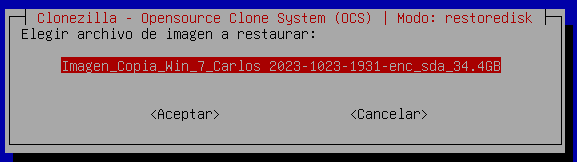 Clonezilla - Opensource Clone System (OCS) | Modo: restoredisk
Elegir archivo de imagen a restaurar:
Imagen_Copia_Win_7_Carlos 2023-1023-1931-enc_sda_34.4GB
<Aceptar> <Cancelar>